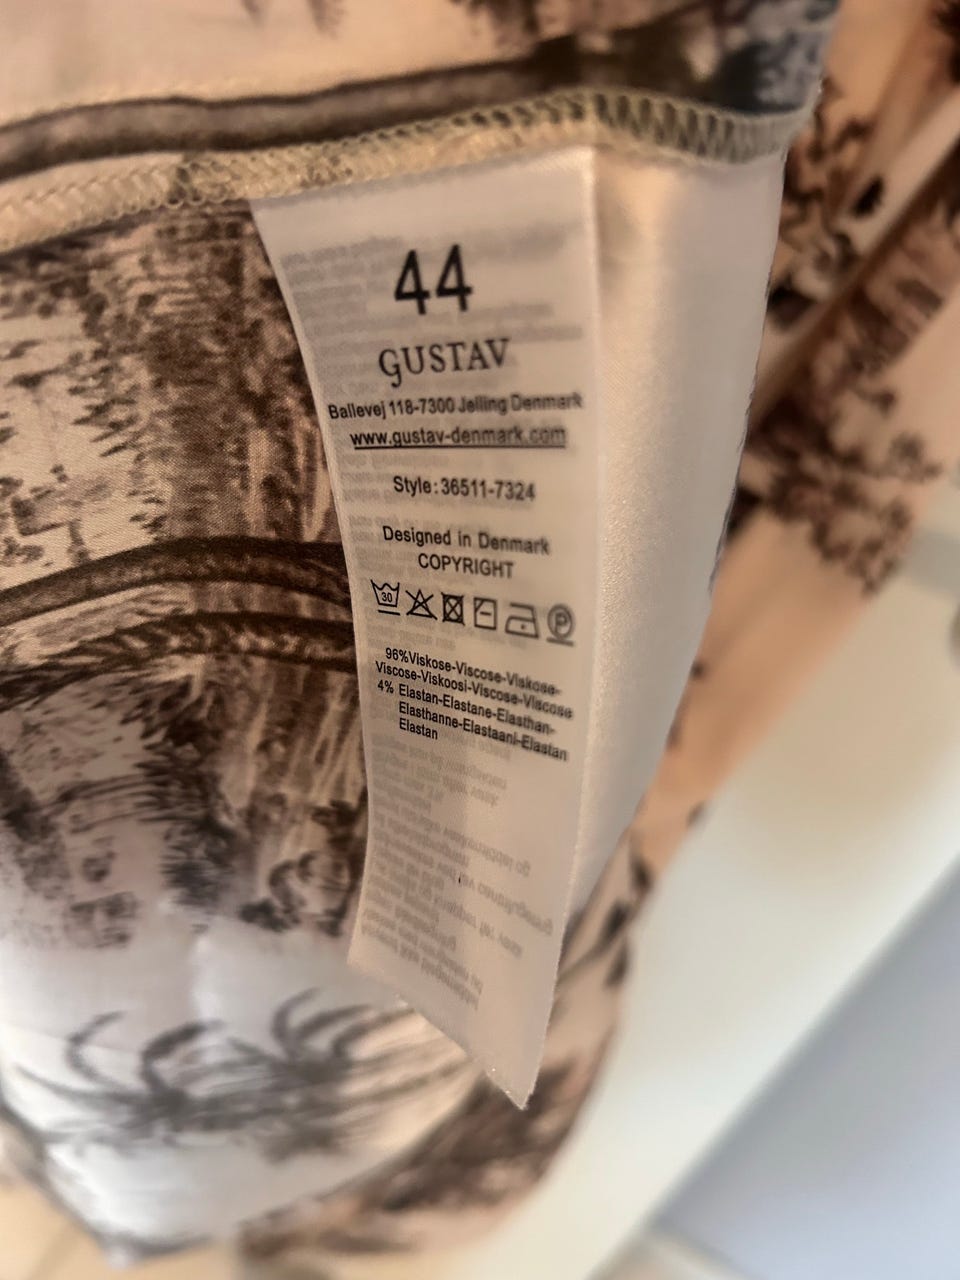 44
GUSTAV
Ballevej 118-7300 Jelling Denmark
www.gustav-denmark.com
Style: 36511-7324
Designed in Denmark
COPYRIGHT
30 P
96% Viskose-Viscose-Viskose-
Viscose-Viskoosi-Viscose-Viscose
4% Elastan-Elastane-Elasthan-
Elasthanne-Elastaani-Elastan
Elastan